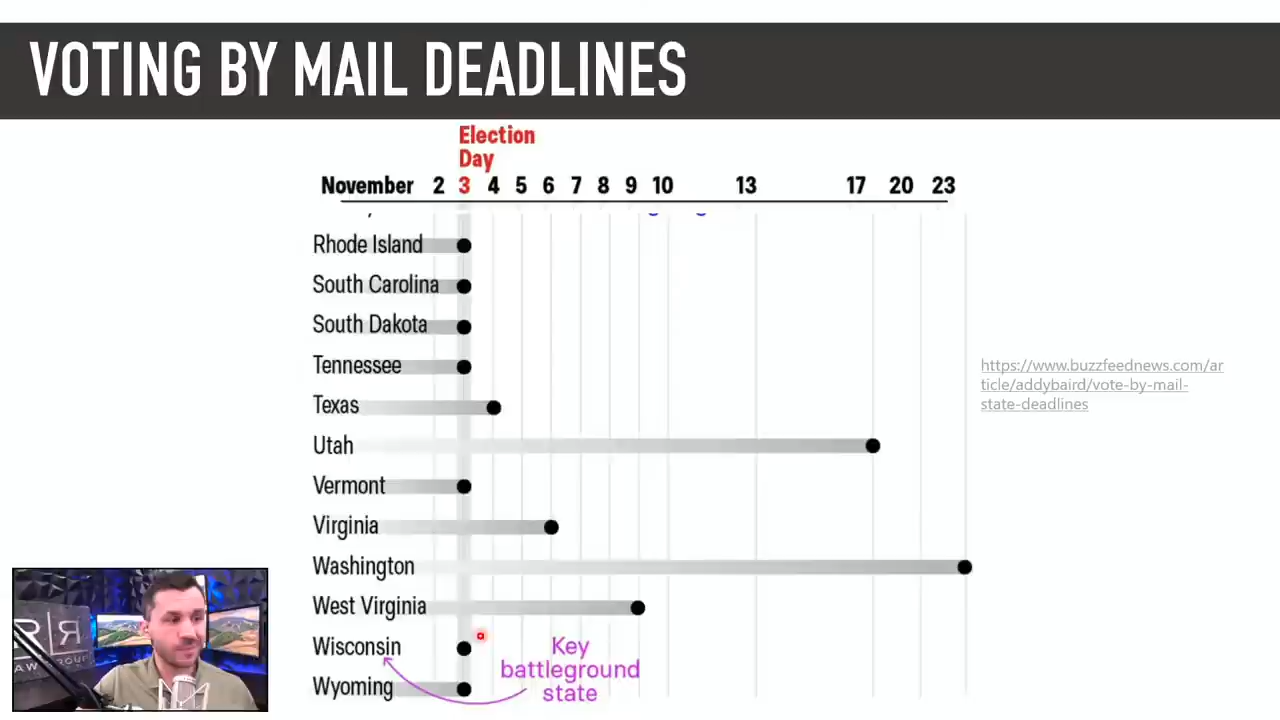 VOTING BY MAIL DEADLINES
Election
Day
November 2 3 4 5 6 7 8 9 10 13 17 20 23
Rhode Island
South Carolina
South Dakota
Tennessee
Texas
Utah
Vermont
Virginia
Washington
West Virginia
Wisconsin
Wyoming
Key
battleground
state
https://www.buzzfeednews.com/ar
ticle/addybaird/vote-by-mail-
state-deadlines
R R